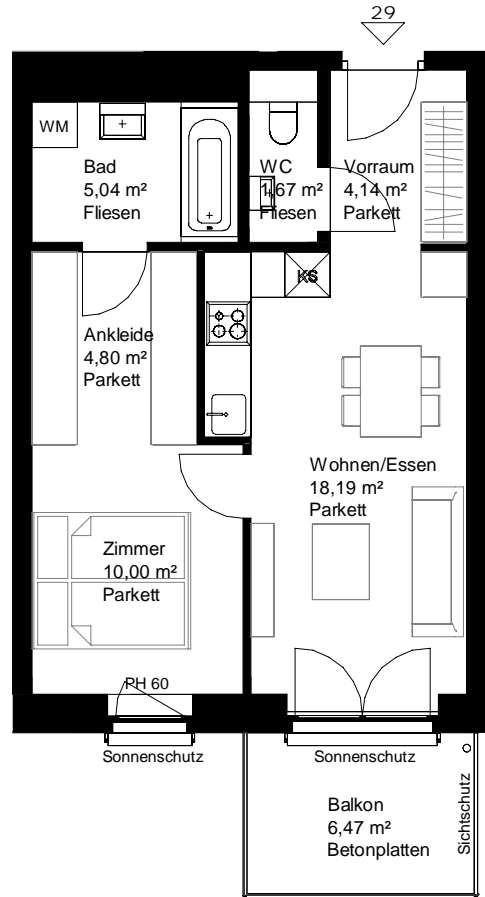 29
WM
Bad
5,04 m²
Fliesen
WC
1,67 m²
Fliesen
Vorraum
4,14 m²
Parkett
KS
Ankleide
4,80 m²
Parkett
Wohnen/Essen
18,19 m²
Parkett
Zimmer
10,00 m²
Parkett
PH 60
Sonnenschutz
Sonnenschutz
Sichtschutz
Balkon
6,47 m²
Betonplatten